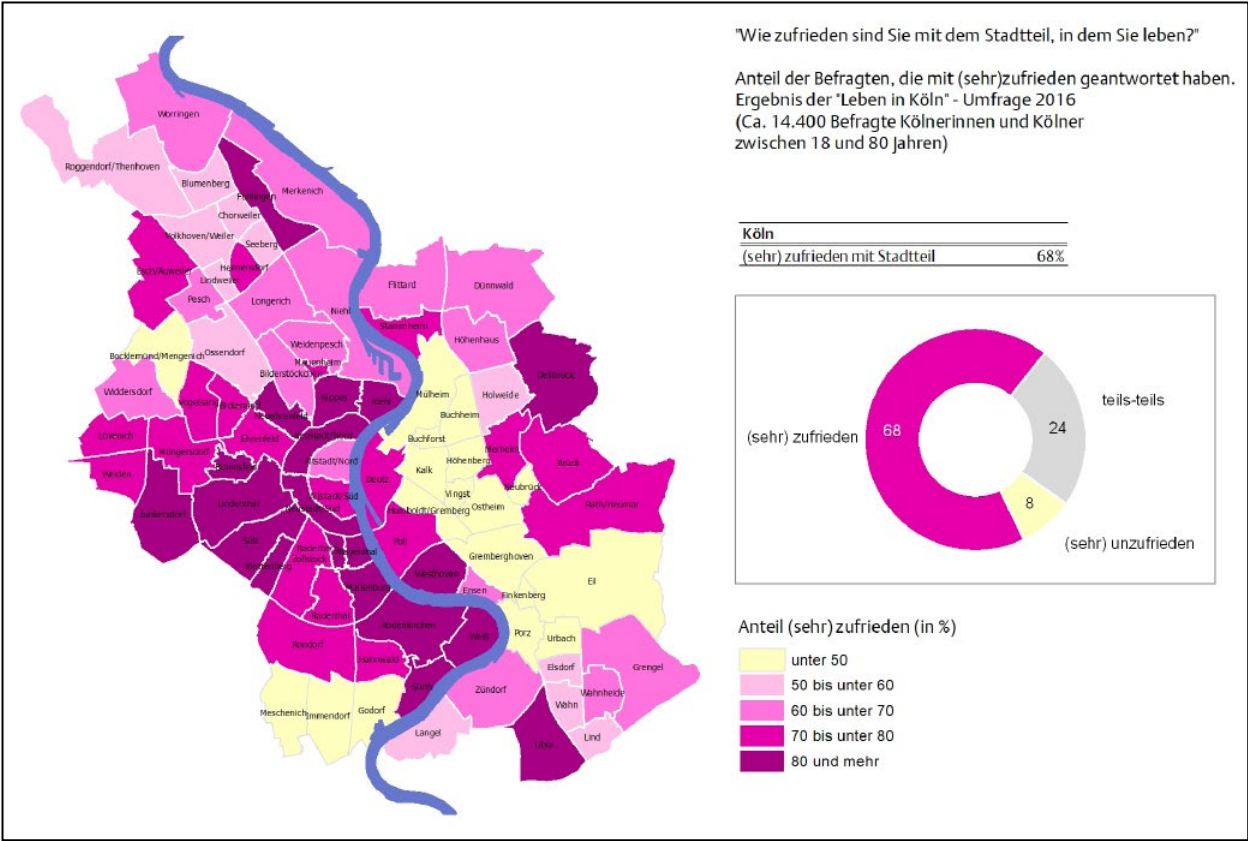 "Wie zufrieden sind Sie mit dem Stadtteil, in dem Sie leben?"
Anteil der Befragten, die mit (sehr)zufrieden geantwortet haben.
Ergebnis der "Leben in Köln" - Umfrage 2016
(Ca. 14.400 Befragte Kölnerinnen und Kölner
zwischen 18 und 80 Jahren)
Köln
(sehr) zufrieden mit Stadtteil 68%
(sehr) zufrieden
68
teils-teils
24
8
(sehr) unzufrieden
Anteil (sehr) zufrieden (in %)
unter 50
50 bis unter 60
60 bis unter 70
70 bis unter 80
80 und mehr
Worringen
Roggendorf/Thenhoven
Blumenberg
Merkenich
Fühlingen
Chorweiler
Volkhoven/Weiler
Seeberg
Esch/Auweiler
Heimersdorf
Lindweiler
Pesch
Longerich
Niehl
Flittard
Dünnwald
Stammheim
Höhenhaus
Weidenpesch
Bocklemünd/Mengenich
Ossendorf
Mauenheim
Bilderstöckchen
Dellbrück
Widdersdorf
Vogelsang
Nippes
Riehl
Mülheim
Holweide
Buchheim
Lövenich
Ehrenfeld
Buchforst
Müngersdorf
Altstadt/Nord
Höhenberg
Merheim
Brück
Weiden
Kalk
Deutz
Neubrück
Vingst
Lindenthal
Altstadt/Süd
Ostheim
Rath/Heumar
Junkersdorf
Humboldt/Gremberg
Sülz
Zollstock
Poll
Gremberghoven
Klettenberg
Westhoven
Eil
Marienburg
Ensen
Finkenberg
Raderthal
Rodenkirchen
Weiß
Porz
Urbach
Rondorf
Hahnwald
Elsdorf
Grengel
Sürth
Zündorf
Wahn
Wahnheide
Meschenich
Immendorf
Godorf
Langel
Libur
Lind